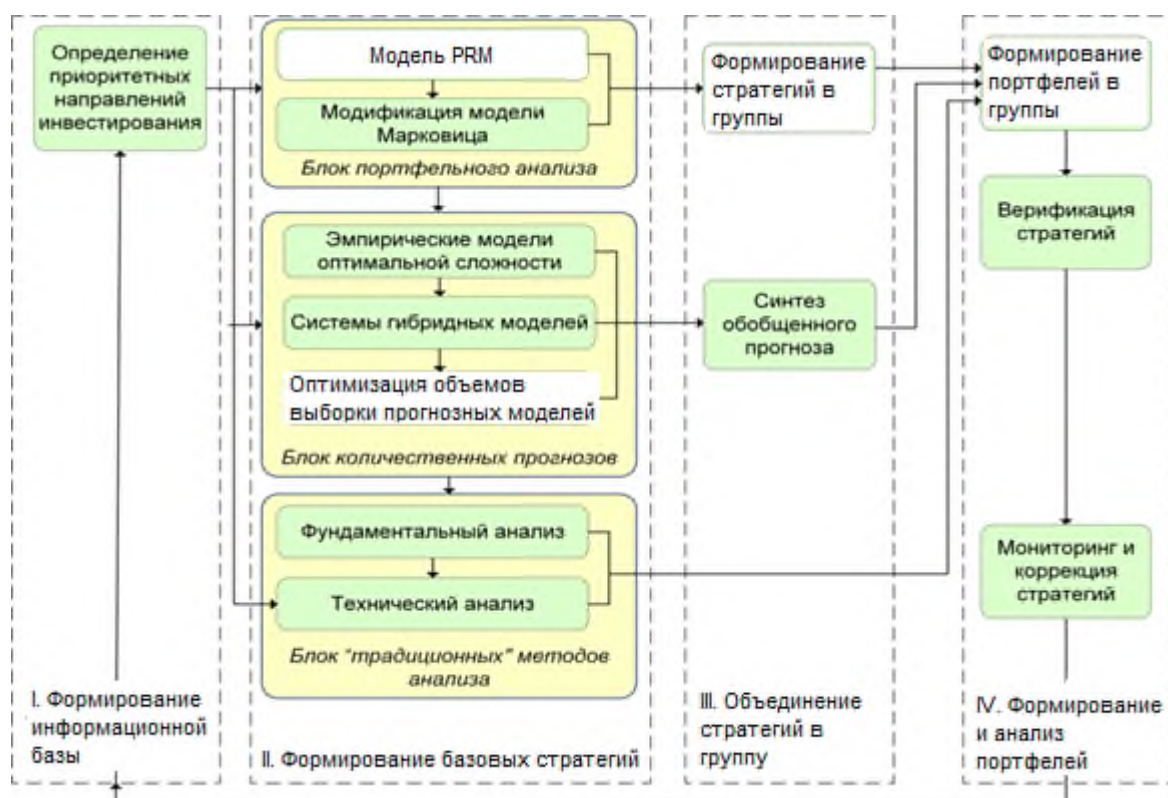 Определение
приоритетных
направлений
инвестирования
I. Формирование
информационной
базы
Модель PRM
Модификация модели
Марковица
Блок портфельного анализа
Эмпирические модели
оптимальной сложности
Системы гибридных моделей
Оптимизация объемов
выборки прогнозных моделей
Блок количественных прогнозов
Фундаментальный анализ
Технический анализ
Блок "традиционных" методов
анализа
II. Формирование базовых стратегий
Формирование
стратегий в
группы
Синтез
обобщенного
прогноза
III. Объединение
стратегий в
группу
Формирование
портфелей в
группы
Верификация
стратегий
Мониторинг и
коррекция
стратегий
IV. Формирование
и анализ
портфелей